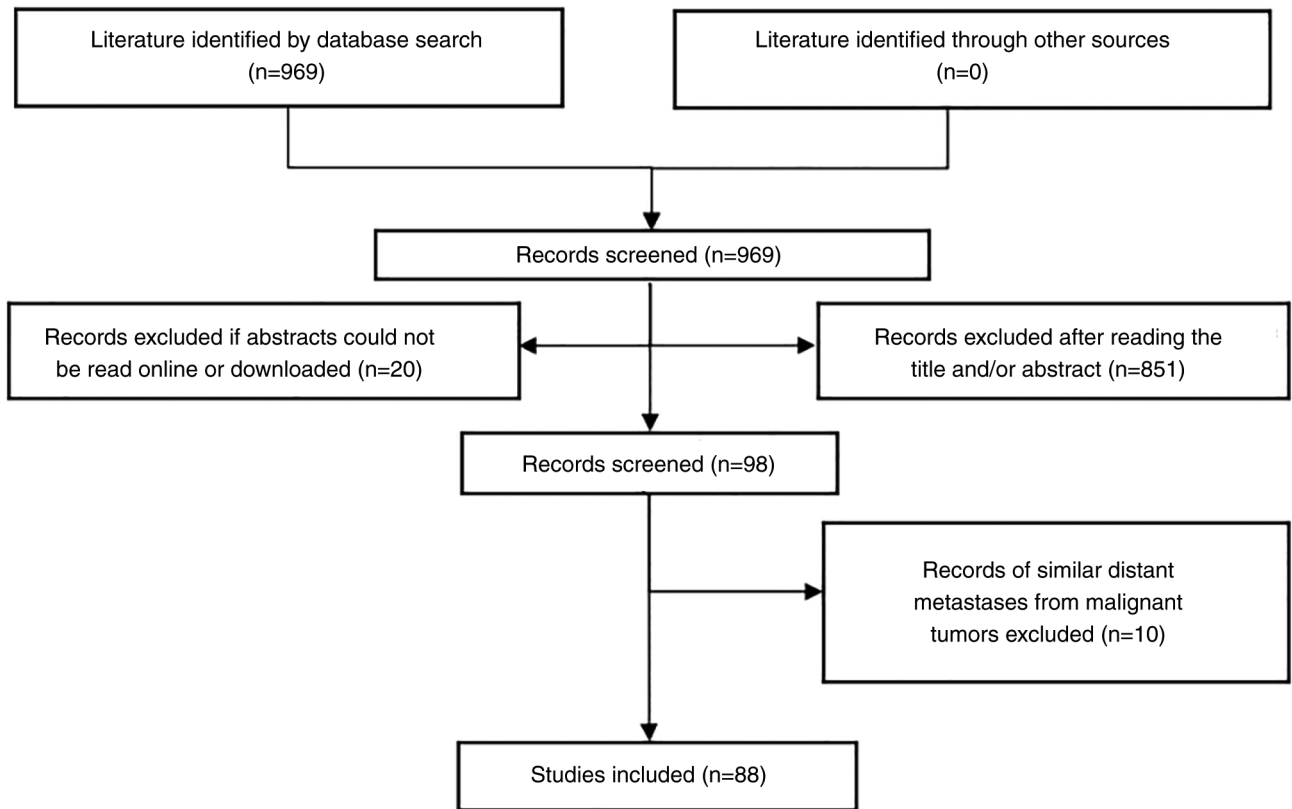 Literature identified by database search
(n=969)
Literature identified through other sources
(n=0)
Records screened (n=969)
Records excluded if abstracts could not
be read online or downloaded (n=20)
Records excluded after reading the
title and/or abstract (n=851)
Records screened (n=98)
Records of similar distant
metastases from malignant
tumors excluded (n=10)
Studies included (n=88)